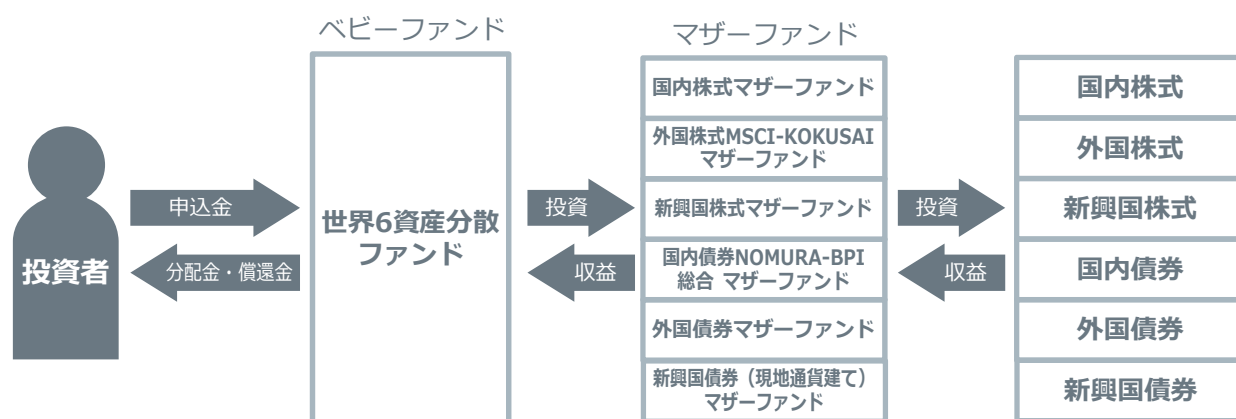 ベビーファンド
マザーファンド
投資者
申込金
分配金・償還金
世界6資産分散
ファンド
投資
収益
国内株式マザーファンド
外国株式MSCI-KOKUSAI
マザーファンド
新興国株式マザーファンド
国内債券NOMURA-BPI
総合 マザーファンド
外国債券マザーファンド
新興国債券（現地通貨建て）
マザーファンド
投資
収益
国内株式
外国株式
新興国株式
国内債券
外国債券
新興国債券